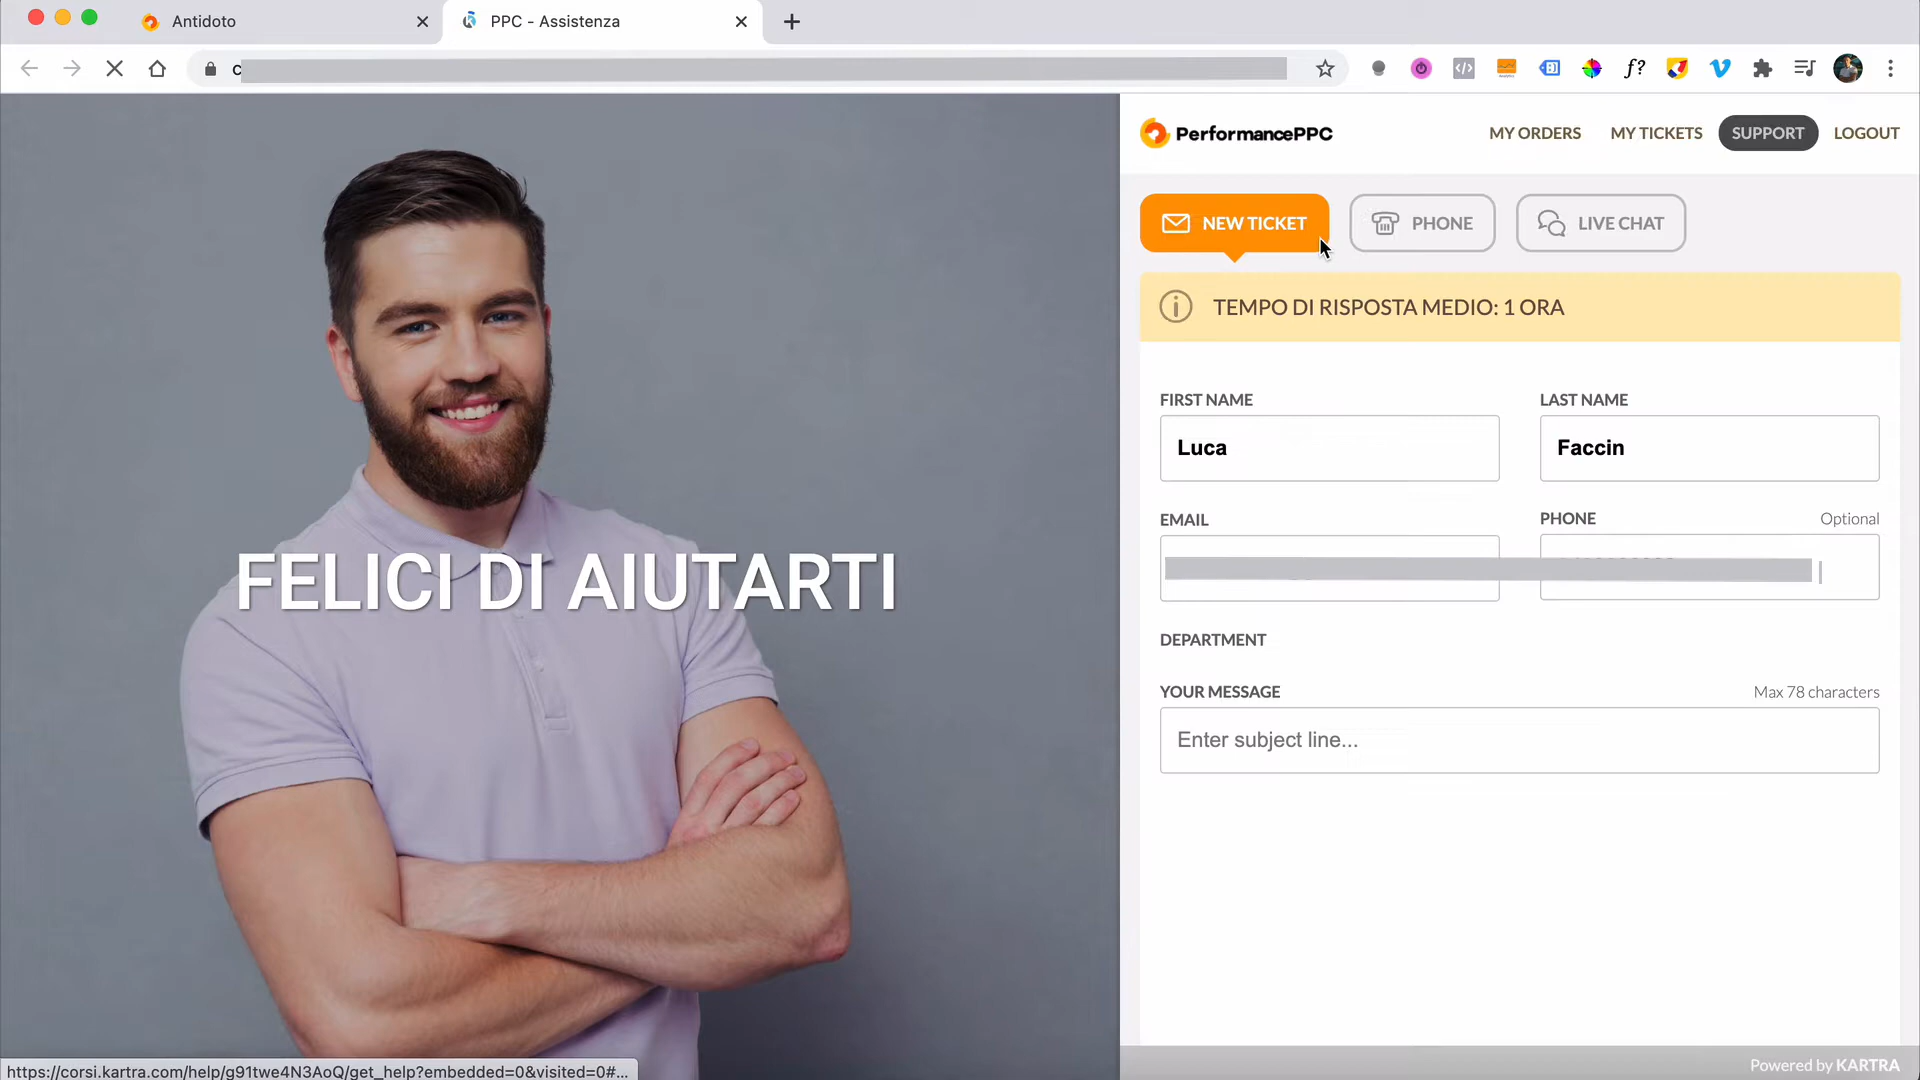 Antidoto
PPC - Assistenza
c
f?
PerformancePPC
MY ORDERS
MY TICKETS
SUPPORT
LOGOUT
NEW TICKET
PHONE
LIVE CHAT
TEMPO DI RISPOSTA MEDIO: 1 ORA
FIRST NAME
LAST NAME
Luca
Faccin
EMAIL
PHONE
Optional
DEPARTMENT
YOUR MESSAGE
Max 78 characters
Enter subject line...
FELICI DI AIUTARTI
https://corsi.kartra.com/help/g91twe4N3AoQ/get_help?embedded=0&visited=0#...
Powered by KARTRA